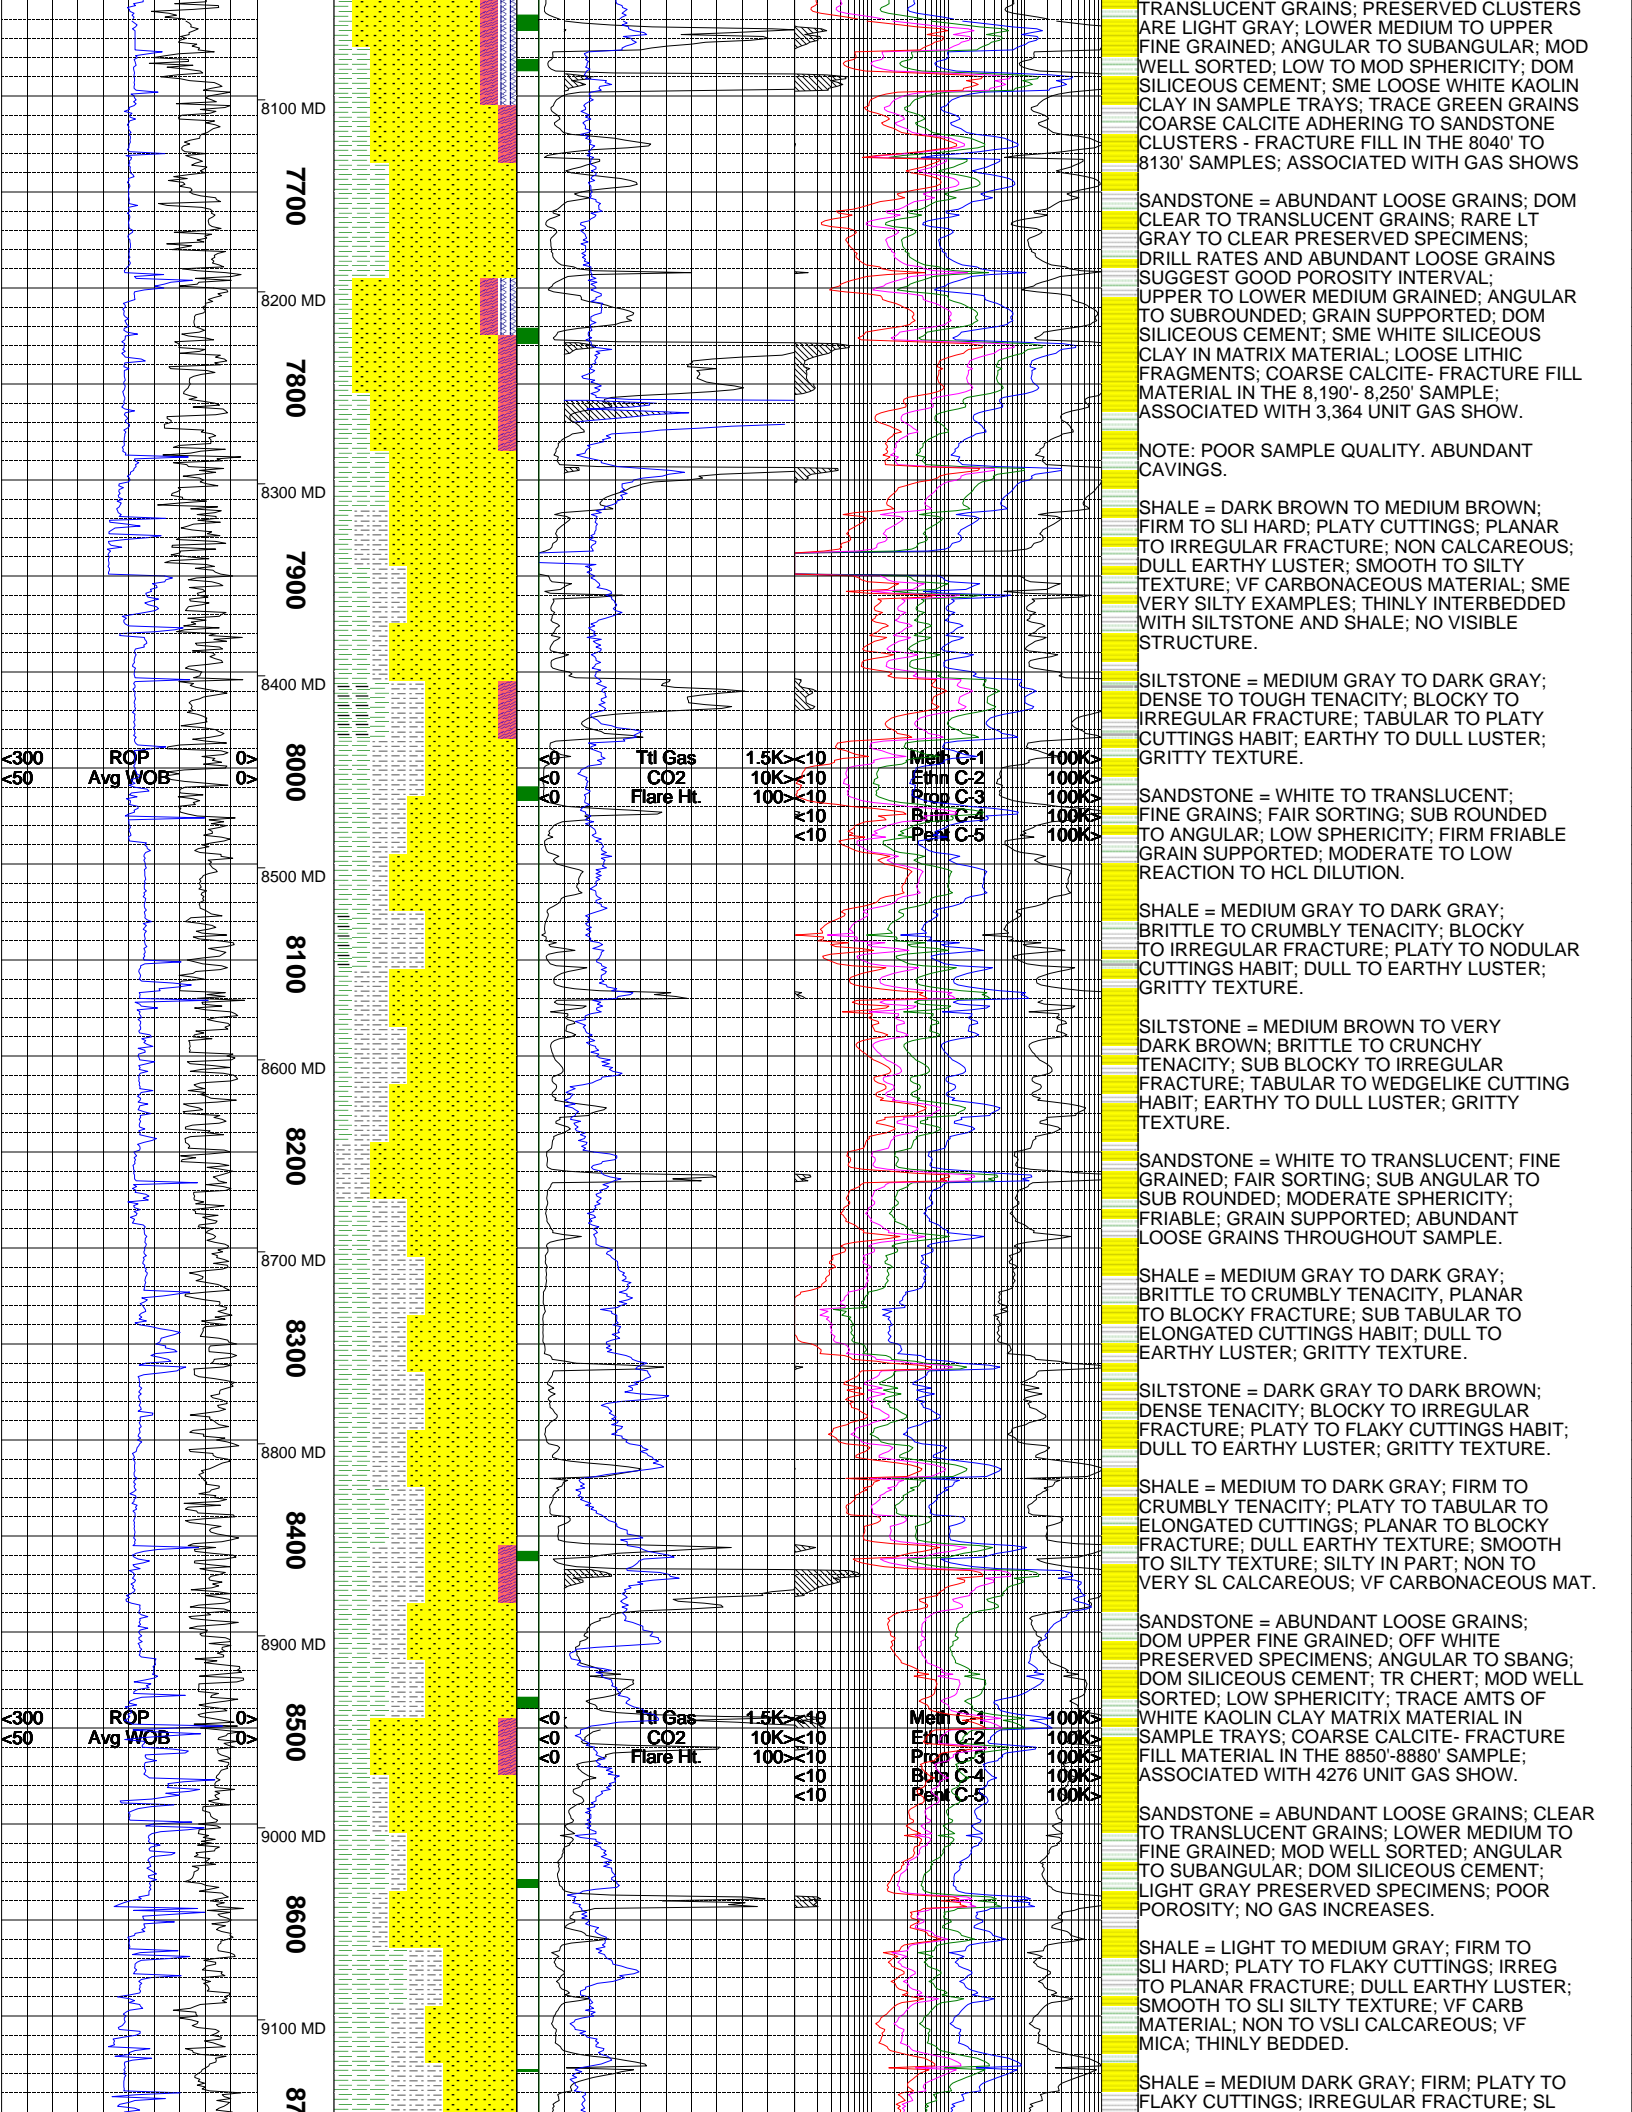 TRANSLUCENT GRAINS; PRESERVED CLUSTERS
ARE LIGHT GRAY; LOWER MEDIUM TO UPPER
FINE GRAINED; ANGULAR TO SUBANGULAR; MOD
WELL SORTED; LOW TO MOD SPHERICITY; DOM
SILICEOUS CEMENT; SME LOOSE WHITE KAOLIN
CLAY IN SAMPLE TRAYS; TRACE GREEN GRAINS
COARSE CALCITE ADHERING TO SANDSTONE
CLUSTERS - FRACTURE FILL IN THE 8040' TO
8130' SAMPLES; ASSOCIATED WITH GAS SHOWS
SANDSTONE = ABUNDANT LOOSE GRAINS; DOM
CLEAR TO TRANSLUCENT GRAINS; RARE LT
GRAY TO CLEAR PRESERVED SPECIMENS;
DRILL RATES AND ABUNDANT LOOSE GRAINS
SUGGEST GOOD POROSITY INTERVAL;
UPPER TO LOWER MEDIUM GRAINED; ANGULAR
TO SUBROUNDED; GRAIN SUPPORTED; DOM
SILICEOUS CEMENT; SME WHITE SILICEOUS
CLAY IN MATRIX MATERIAL; LOOSE LITHIC
FRAGMENTS; COARSE CALCITE- FRACTURE FILL
MATERIAL IN THE 8,190'- 8,250' SAMPLE;
ASSOCIATED WITH 3,364 UNIT GAS SHOW.
NOTE: POOR SAMPLE QUALITY. ABUNDANT
CAVINGS.
SHALE = DARK BROWN TO MEDIUM BROWN;
FIRM TO SLI HARD; PLATY CUTTINGS; PLANAR
TO IRREGULAR FRACTURE; NON CALCAREOUS;
DULL EARTHY LUSTER; SMOOTH TO SILTY
TEXTURE; VF CARBONACEOUS MATERIAL; SME
VERY SILTY EXAMPLES; THINLY INTERBEDDED
WITH SILTSTONE AND SHALE; NO VISIBLE
STRUCTURE.
SILTSTONE = MEDIUM GRAY TO DARK GRAY;
DENSE TO TOUGH TENACITY; BLOCKY TO
IRREGULAR FRACTURE; TABULAR TO PLATY
CUTTINGS HABIT; EARTHY TO DULL LUSTER;
GRITTY TEXTURE.
SANDSTONE = WHITE TO TRANSLUCENT;
FINE GRAINS; FAIR SORTING; SUB ROUNDED
TO ANGULAR; LOW SPHERICITY; FIRM FRIABLE
GRAIN SUPPORTED; MODERATE TO LOW
REACTION TO HCL DILUTION.
SHALE = MEDIUM GRAY TO DARK GRAY;
BRITTLE TO CRUMBLY TENACITY; BLOCKY
TO IRREGULAR FRACTURE; PLATY TO NODULAR
CUTTINGS HABIT; DULL TO EARTHY LUSTER;
GRITTY TEXTURE.
SILTSTONE = MEDIUM BROWN TO VERY
DARK BROWN; BRITTLE TO CRUNCHY
TENACITY; SUB BLOCKY TO IRREGULAR
FRACTURE; TABULAR TO WEDGELIKE CUTTING
HABIT; EARTHY TO DULL LUSTER; GRITTY
TEXTURE.
SANDSTONE = WHITE TO TRANSLUCENT; FINE
GRAINED; FAIR SORTING; SUB ANGULAR TO
SUB ROUNDED; MODERATE SPHERICITY;
FRIABLE; GRAIN SUPPORTED; ABUNDANT
LOOSE GRAINS THROUGHOUT SAMPLE.
SHALE = MEDIUM GRAY TO DARK GRAY;
BRITTLE TO CRUMBLY TENACITY, PLANAR
TO BLOCKY FRACTURE; SUB TABULAR TO
ELONGATED CUTTINGS HABIT; DULL TO
EARTHY LUSTER; GRITTY TEXTURE.
SILTSTONE = DARK GRAY TO DARK BROWN;
DENSE TENACITY; BLOCKY TO IRREGULAR
FRACTURE; PLATY TO FLAKY CUTTINGS HABIT;
DULL TO EARTHY LUSTER; GRITTY TEXTURE.
SHALE = MEDIUM TO DARK GRAY; FIRM TO
CRUMBLY TENACITY; PLATY TO TABULAR TO
ELONGATED CUTTINGS; PLANAR TO BLOCKY
FRACTURE; DULL EARTHY TEXTURE; SMOOTH
TO SILTY TEXTURE; SILTY IN PART; NON TO
VERY SL CALCAREOUS; VF CARBONACEOUS MAT.
SANDSTONE = ABUNDANT LOOSE GRAINS;
DOM UPPER FINE GRAINED; OFF WHITE
PRESERVED SPECIMENS; ANGULAR TO SBANG;
DOM SILICEOUS CEMENT; TR CHERT; MOD WELL
SORTED; LOW SPHERICITY; TRACE AMTS OF
WHITE KAOLIN CLAY MATRIX MATERIAL IN
SAMPLE TRAYS; COARSE CALCITE- FRACTURE
FILL MATERIAL IN THE 8850'-8880' SAMPLE;
ASSOCIATED WITH 4276 UNIT GAS SHOW.
SANDSTONE = ABUNDANT LOOSE GRAINS; CLEAR
TO TRANSLUCENT GRAINS; LOWER MEDIUM TO
FINE GRAINED; MOD WELL SORTED; ANGULAR
TO SUBANGULAR; DOM SILICEOUS CEMENT;
LIGHT GRAY PRESERVED SPECIMENS; POOR
POROSITY; NO GAS INCREASES.
SHALE = LIGHT TO MEDIUM GRAY; FIRM TO
SLI HARD; PLATY TO FLAKY CUTTINGS; IRREG
TO PLANAR FRACTURE; DULL EARTHY LUSTER;
SMOOTH TO SLI SILTY TEXTURE; VF CARB
MATERIAL; NON TO VSLI CALCAREOUS; VF
MICA; THINLY BEDDED.
SHALE = MEDIUM DARK GRAY; FIRM; PLATY TO
FLAKY CUTTINGS; IRREGULAR FRACTURE; SL
8100 MD
7700
8200 MD
7800
8300 MD
7900
8400 MD
8000
<300 ROP 0>
<50 Avg WOB 0>
<0 Ttl Gas 1.5K>
<0 CO2 10K>
<0 Flare Ht. 100>
<10 Meth C-1 100K>
<10 Ethn C-2 100K>
<10 Prop C-3 100K>
<10 Butn C-4 100K>
<10 Pent C-5 100K>
8500 MD
8100
8600 MD
8200
8700 MD
8300
8800 MD
8400
8900 MD
8500
<300 ROP 0>
<50 Avg WOB 0>
<0 Ttl Gas 1.5K>
<0 CO2 10K>
<0 Flare Ht. 100>
<10 Meth C-1 100K>
<10 Ethn C-2 100K>
<10 Prop C-3 100K>
<10 Butn C-4 100K>
<10 Pent C-5 100K>
9000 MD
8600
9100 MD
87